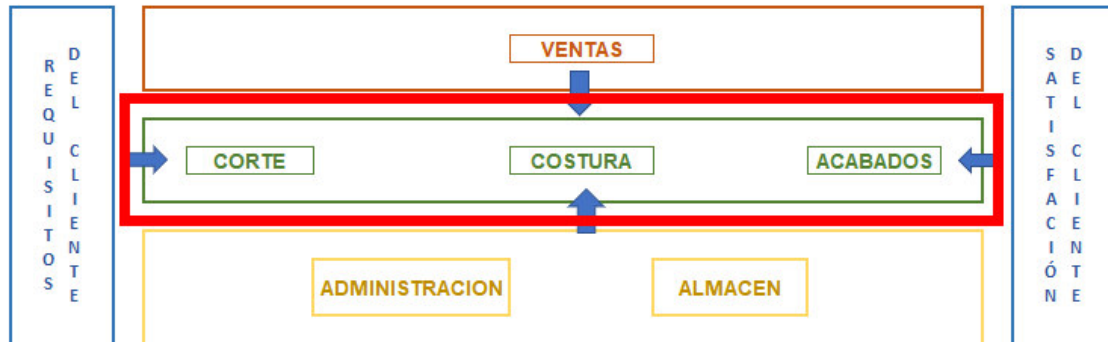 REQUISITOS
DEL CLIENTE
VENTAS
CORTE
COSTURA
ACABADOS
ADMINISTRACION
ALMACEN
SATISFACIÓN
DEL CLIENTE